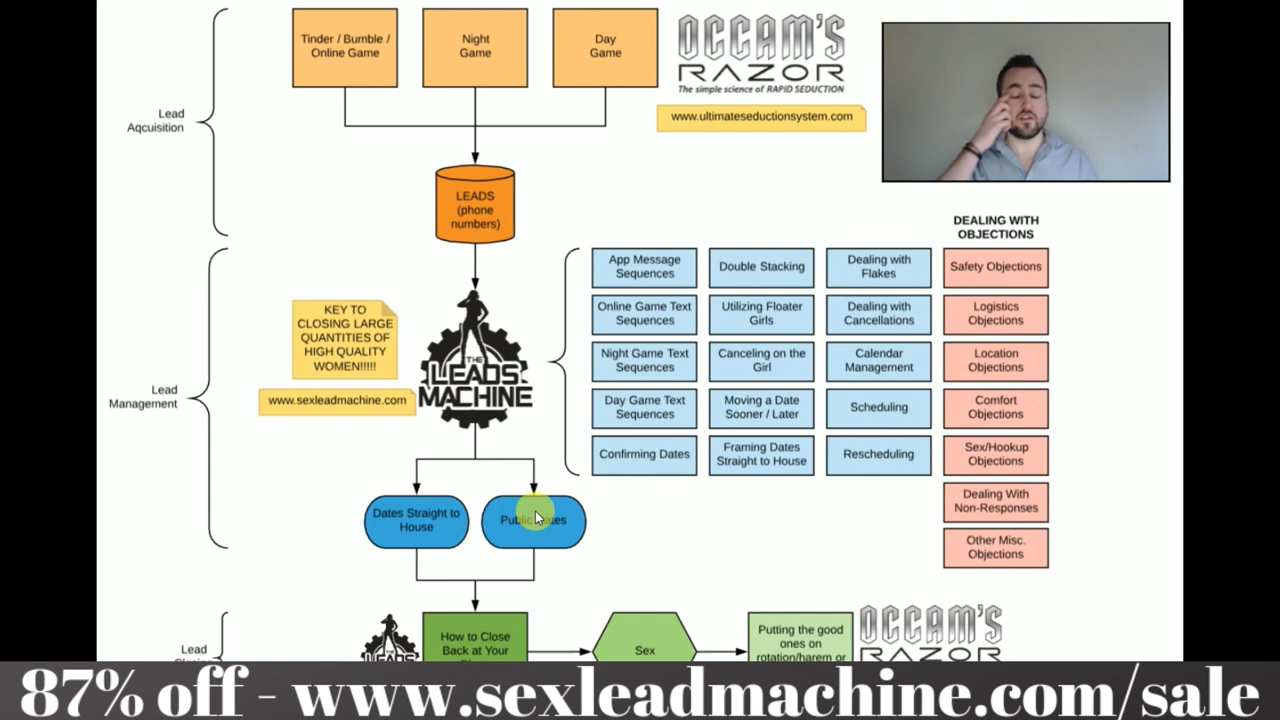 Tinder / Bumble /
Online Game
Night
Game
Day
Game
OCCAM'S
RAZOR
The simple science of RAPID SEDUCTION
www.ultimateseductionsystem.com
Lead
Aqcuisition
LEADS
(phone
numbers)
DEALING WITH
OBJECTIONS
KEY TO
CLOSING LARGE
QUANTITIES OF
HIGH QUALITY
WOMEN!!!!!
www.sexleadmachine.com
Lead
Management
THE
LEADS
MACHINE
App Message
Sequences
Double Stacking
Dealing with
Flakes
Safety Objections
Online Game Text
Sequences
Utilizing Floater
Girls
Dealing with
Cancellations
Logistics
Objections
Night Game Text
Sequences
Canceling on the
Girl
Calendar
Management
Location
Objections
Day Game Text
Sequences
Moving a Date
Sooner / Later
Scheduling
Comfort
Objections
Confirming Dates
Framing Dates
Straight to House
Rescheduling
Sex/Hookup
Objections
Dealing With
Non-Responses
Other Misc.
Objections
Dates Straight to
House
Public Dates
Lead
How to Close
Back at Your
Sex
Putting the good
ones on
rotation/harem or
LEADS
OCCAM'S
RAZOR
87% off - www.sexleadmachine.com/sale